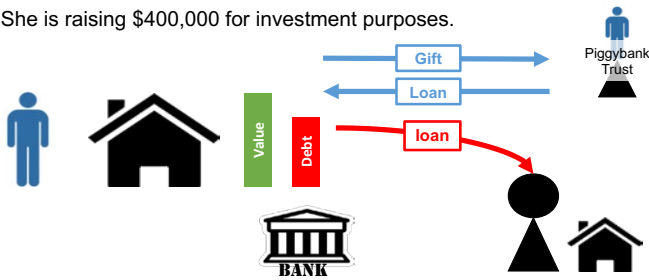 She is raising $400,000 for investment purposes.
Gift
Piggybank
Trust
Loan
loan
Value
Debt
BANK